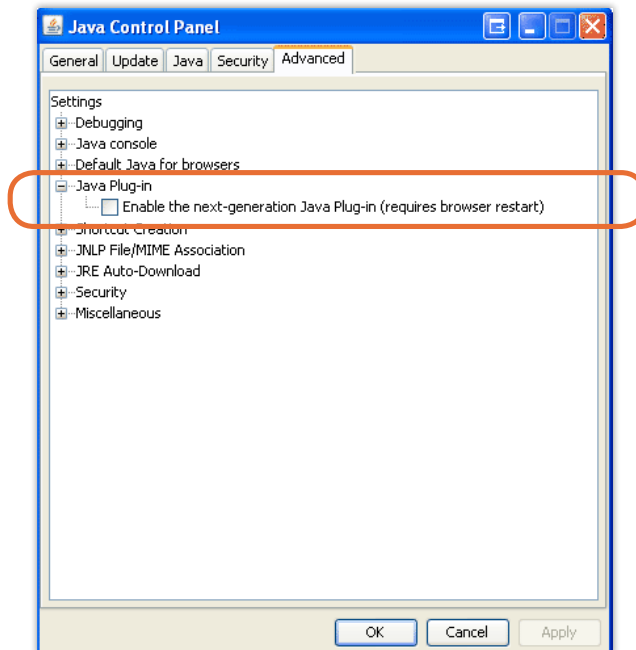 Java Control Panel
General Update Java Security Advanced
Settings
Debugging
Java console
Default Java for browsers
Java Plug-in
Enable the next-generation Java Plug-in (requires browser restart)
Shortcut Creation
JNLP File/MIME Association
JRE Auto-Download
Security
Miscellaneous
OK Cancel Apply